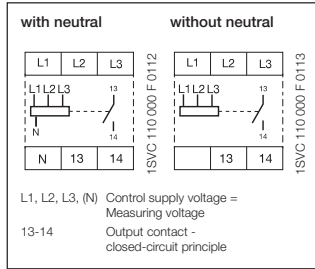 with neutral
L1 L2 L3
L1 L2 L3
13
N
14
N 13 14
1SVC 110 000 F 0112
without neutral
L1 L2 L3
L1 L2 L3
13
14
13 14
1SVC 110 000 F 0113
L1, L2, L3, (N) Control supply voltage =
Measuring voltage
13-14 Output contact -
closed-circuit principle